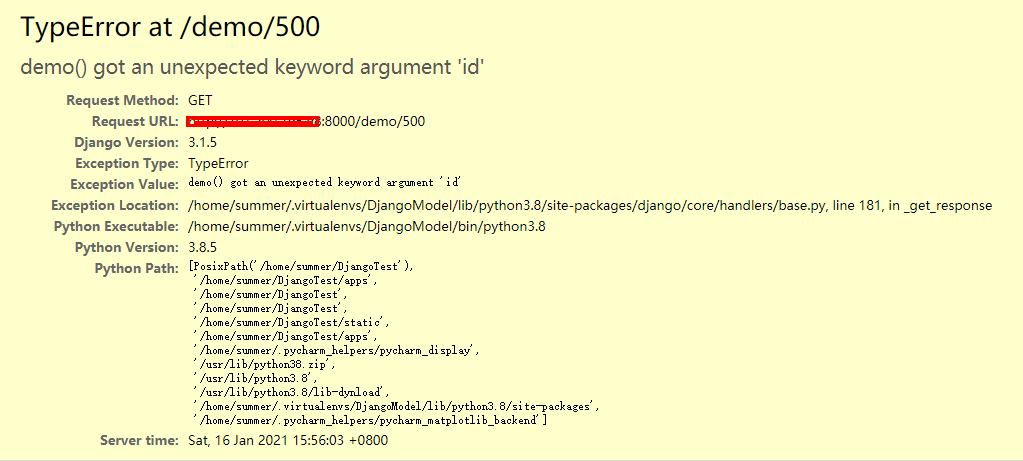 TypeError at /demo/500
demo() got an unexpected keyword argument 'id'
Request Method: GET
Request URL: :8000/demo/500
Django Version: 3.1.5
Exception Type: TypeError
Exception Value: demo() got an unexpected keyword argument 'id'
Exception Location: /home/summer/.virtualenvs/DjangoModel/lib/python3.8/site-packages/django/core/handlers/base.py, line 181, in _get_response
Python Executable: /home/summer/.virtualenvs/DjangoModel/bin/python3.8
Python Version: 3.8.5
Python Path: [PosixPath('/home/summer/DjangoTest'),
'/home/summer/DjangoTest/apps',
'/home/summer/DjangoTest',
'/home/summer/DjangoTest',
'/home/summer/DjangoTest/static',
'/home/summer/DjangoTest/apps',
'/home/summer/.pycharm_helpers/pycharm_display',
'/usr/lib/python38.zip',
'/usr/lib/python3.8',
'/usr/lib/python3.8/lib-dynload',
'/home/summer/.virtualenvs/DjangoModel/lib/python3.8/site-packages',
'/home/summer/.pycharm_helpers/pycharm_matplotlib_backend']
Server time: Sat, 16 Jan 2021 15:56:03 +0800